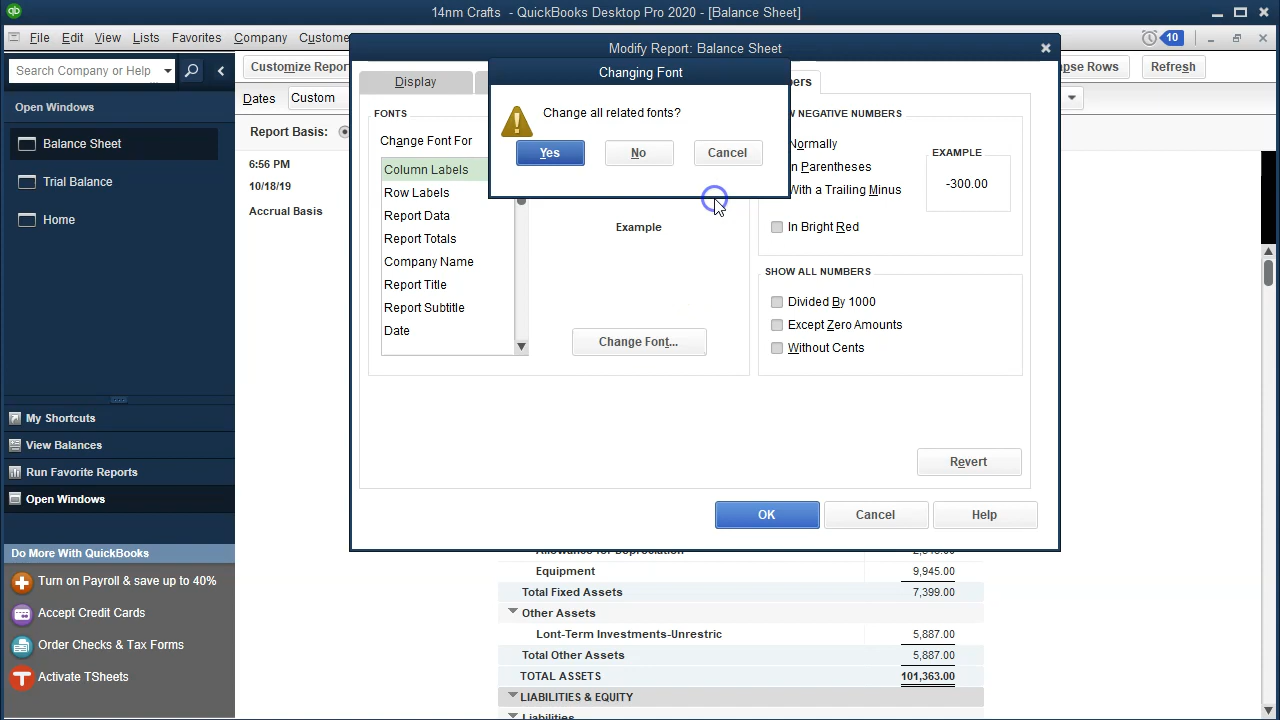 14nm Crafts - QuickBooks Desktop Pro 2020 - [Balance Sheet]
File Edit View Lists Favorites Company 10
Search Company or Help
Open Windows
Balance Sheet
Trial Balance
Home
My Shortcuts
View Balances
Run Favorite Reports
Open Windows
Do More With QuickBooks
Turn on Payroll & save up to 40%
Accept Credit Cards
Order Checks & Tax Forms
Activate TSheets
Refresh
Rows
Dates Custom
Report Basis:
6:56 PM
10/18/19
Accrual Basis
Modify Report: Balance Sheet
Display
Changing Font
Change all related fonts?
Yes No Cancel
FONTS
Change Font For
Column Labels
Row Labels
Report Data
Report Totals
Company Name
Report Title
Report Subtitle
Date
Example
Change Font...
NEGATIVE NUMBERS
Normally
In Parentheses
With a Trailing Minus
In Bright Red
EXAMPLE
-300.00
SHOW ALL NUMBERS
Divided By 1000
Except Zero Amounts
Without Cents
Revert
OK Cancel Help
Equipment 9,945.00
Total Fixed Assets 7,399.00
Other Assets
Lont-Term Investments-Unrestric 5,887.00
Total Other Assets 5,887.00
TOTAL ASSETS 101,363.00
LIABILITIES & EQUITY
Liabilities